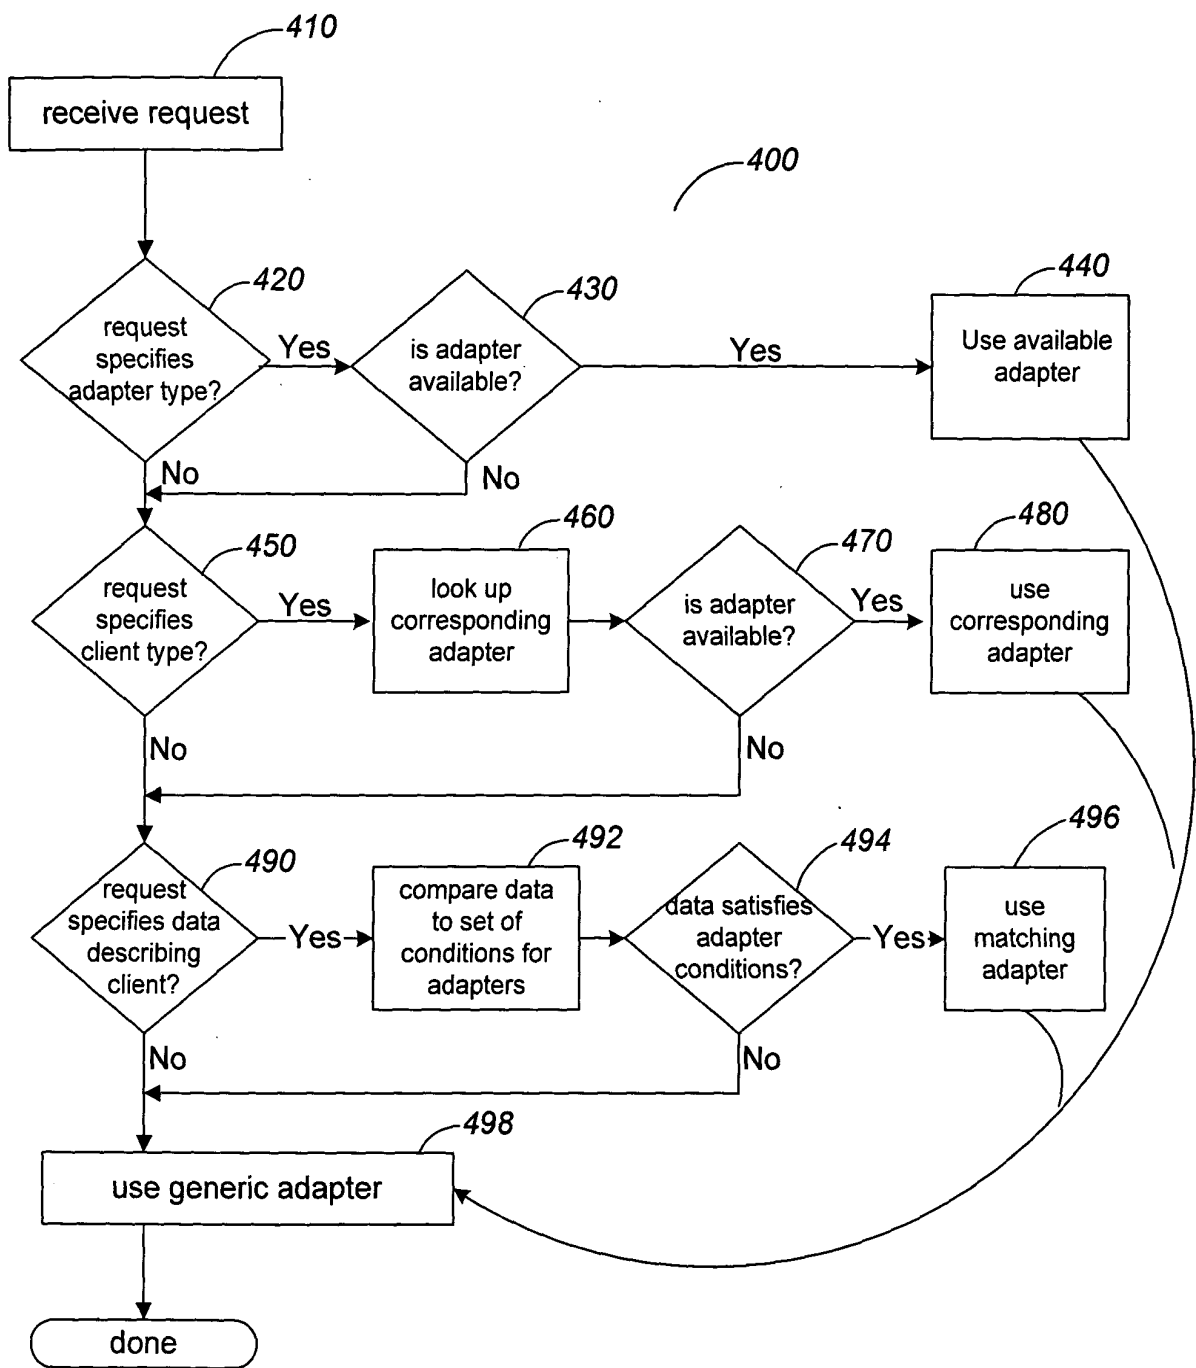 410
receive request
400
420
request
specifies
adapter type?
Yes
430
is adapter
available?
Yes
440
Use available
adapter
No
No
450
request
specifies
client type?
Yes
460
look up
corresponding
adapter
470
is adapter
available?
Yes
480
use
corresponding
adapter
No
No
490
request
specifies data
describing
client?
Yes
492
compare data
to set of
conditions for
adapters
494
data satisfies
adapter
conditions?
Yes
496
use
matching
adapter
No
No
498
use generic adapter
done